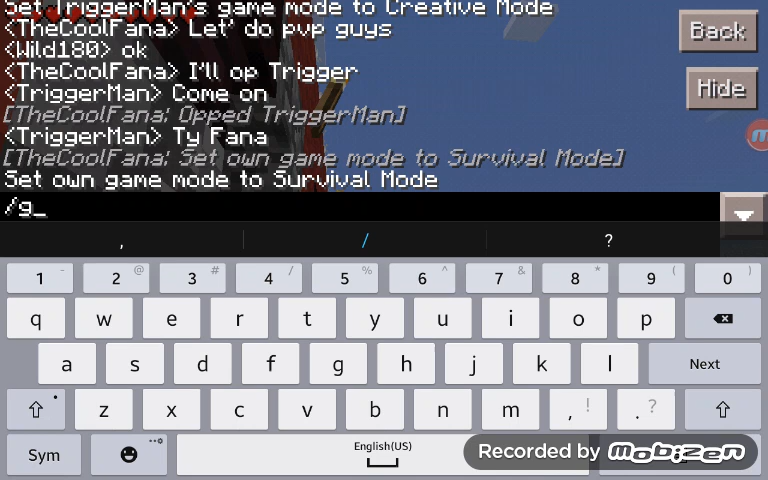 Set TriggerMan's game mode to Creative Mode
<TheCoolFana> Let' do pvp guys
<Wild180> ok
<TheCoolFana> I'll op Trigger
<TriggerMan> Come on
[TheCoolFana: Opped TriggerMan]
<TriggerMan> Ty Fana
[TheCoolFana: Set own game mode to Survival Mode]
Set own game mode to Survival Mode
Back
Hide
m
/g_
, / ?
1 - 2 @ 3 # 4 / 5 % 6 ^ 7 & 8 * 9 ( 0 )
q w e r t y u i o p
a s d f g h j k l Next
z x c v b n m , ! . ?
Sym English(US)
Recorded by mobizen